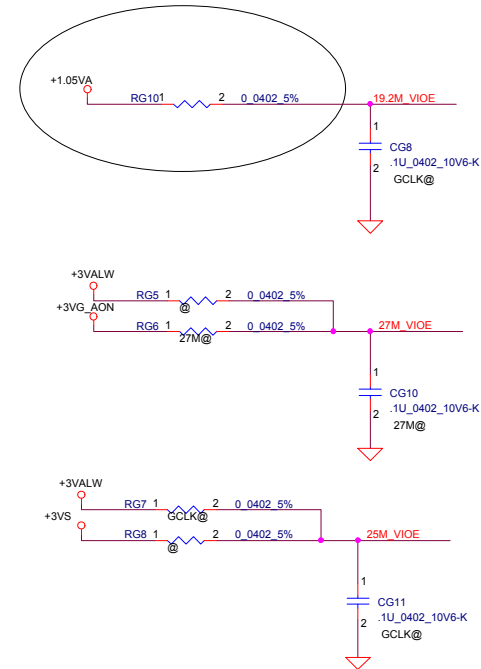 +1.05VA
RG10 1 2 0_0402_5% 19.2M_VIOE
1
CG8
.1U_0402_10V6-K
2
GCLK@
+3VALW
RG5 1 2 0_0402_5%
@
+3VG_AON
RG6 1 2 0_0402_5% 27M_VIOE
27M@
1
CG10
.1U_0402_10V6-K
2
27M@
+3VALW
RG7 1 2 0_0402_5%
GCLK@
+3VS
RG8 1 2 0_0402_5% 25M_VIOE
@
1
CG11
.1U_0402_10V6-K
2
GCLK@